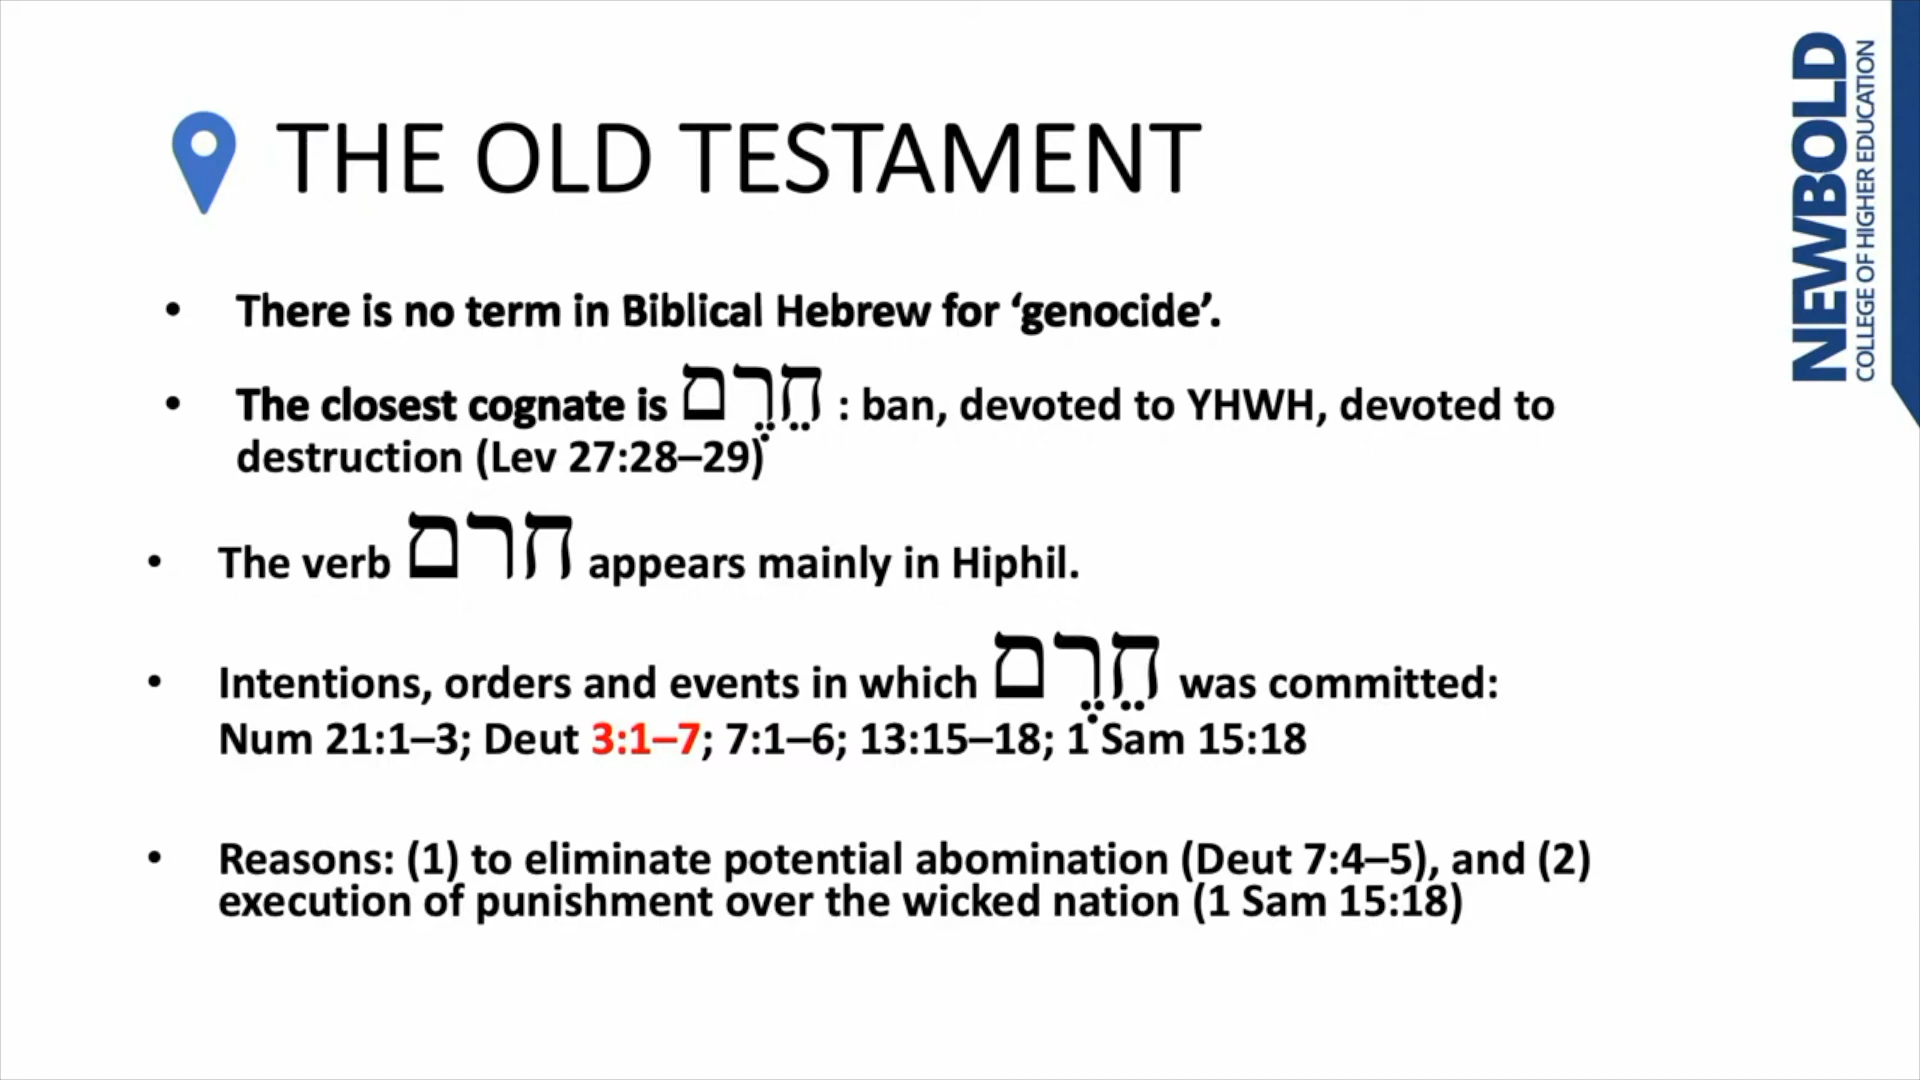 THE OLD TESTAMENT
• There is no term in Biblical Hebrew for ‘genocide’.
• The closest cognate is חֵרֶם : ban, devoted to YHWH, devoted to
destruction (Lev 27:28–29)
• The verb חרם appears mainly in Hiphil.
• Intentions, orders and events in which חֵרֶם was committed:
Num 21:1–3; Deut 3:1–7; 7:1–6; 13:15–18; 1 Sam 15:18
• Reasons: (1) to eliminate potential abomination (Deut 7:4–5), and (2)
execution of punishment over the wicked nation (1 Sam 15:18)
NEWBOLD
COLLEGE OF HIGHER EDUCATION